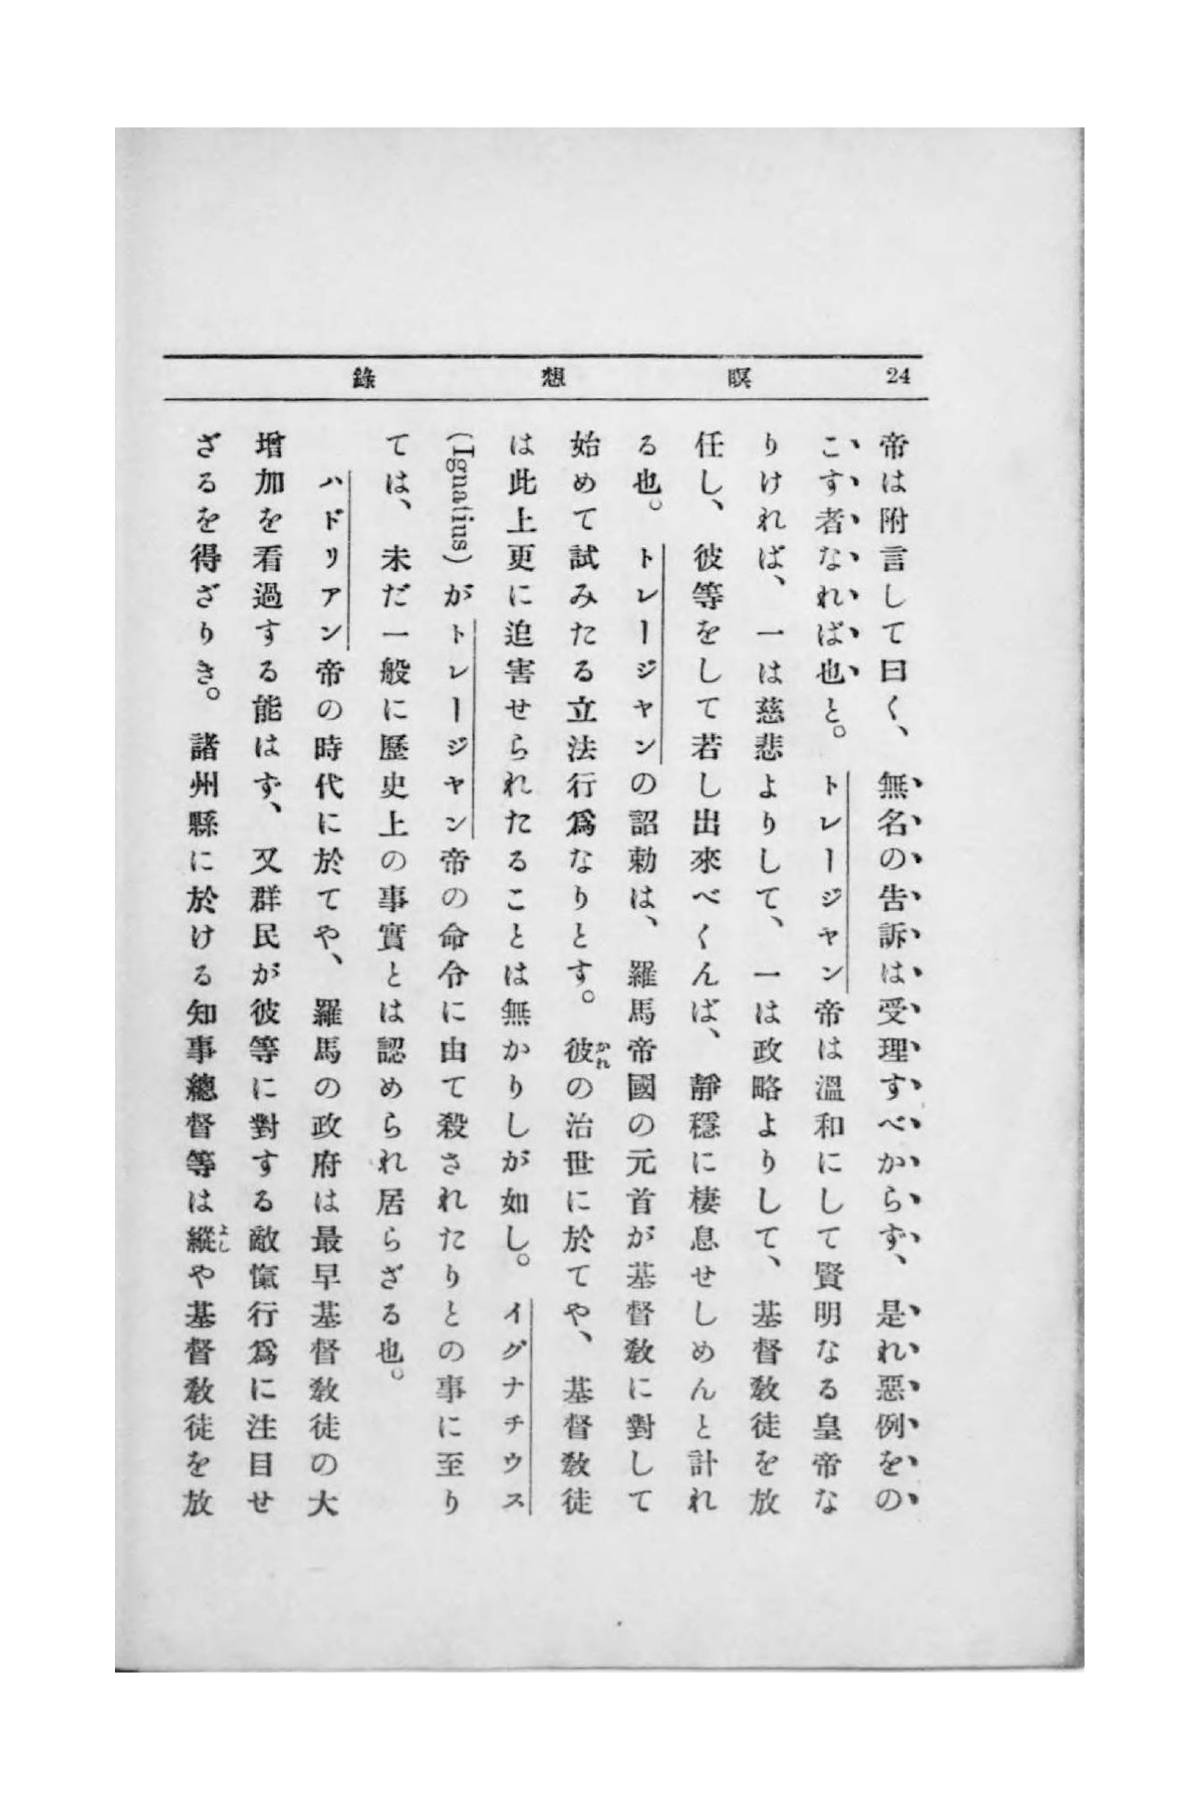 24 瞑想錄
帝は附言して曰く、無名の告訴は受理すべからず、是れ惡例をの
こす者なれば也と。トレージャン帝は溫和にして賢明なる皇帝な
りければ、一は慈悲よりして、一は政略よりして、基督敎徒を放
任し、彼等をして若し出來べくんば、靜穩に棲息せしめんと計れ
る也。トレージャンの詔勅は、羅馬帝國の元首が基督敎に對して
始めて試みたる立法行爲なりとす。彼かれの治世に於てや、基督敎徒
は此上更に迫害せられたることは無かりしが如し。イグナチウス
(Ignatius)がトレージャン帝の命令に由て殺されたりとの事に至り
ては、未だ一般に歷史上の事實とは認められ居らざる也。
ハドリアン帝の時代に於てや、羅馬の政府は最早基督敎徒の大
增加を看過する能はず、又群民が彼等に對する敵愾行爲に注目せ
ざるを得ざりき。諸州縣に於ける知事總督等は縱よしや基督敎徒を放